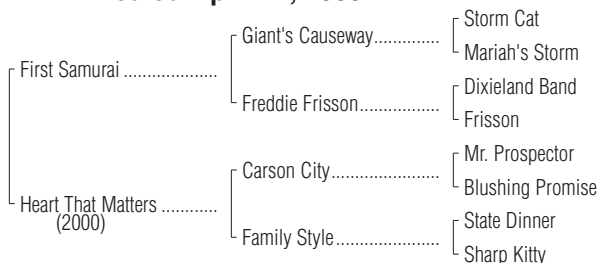 Storm Cat
Giant's Causeway..............
Mariah's Storm
First Samurai ....................
Dixieland Band
Freddie Frisson.................
Frisson
Mr. Prospector
Carson City.......................
Blushing Promise
Heart That Matters ............
(2000)
State Dinner
Family Style......................
Sharp Kitty